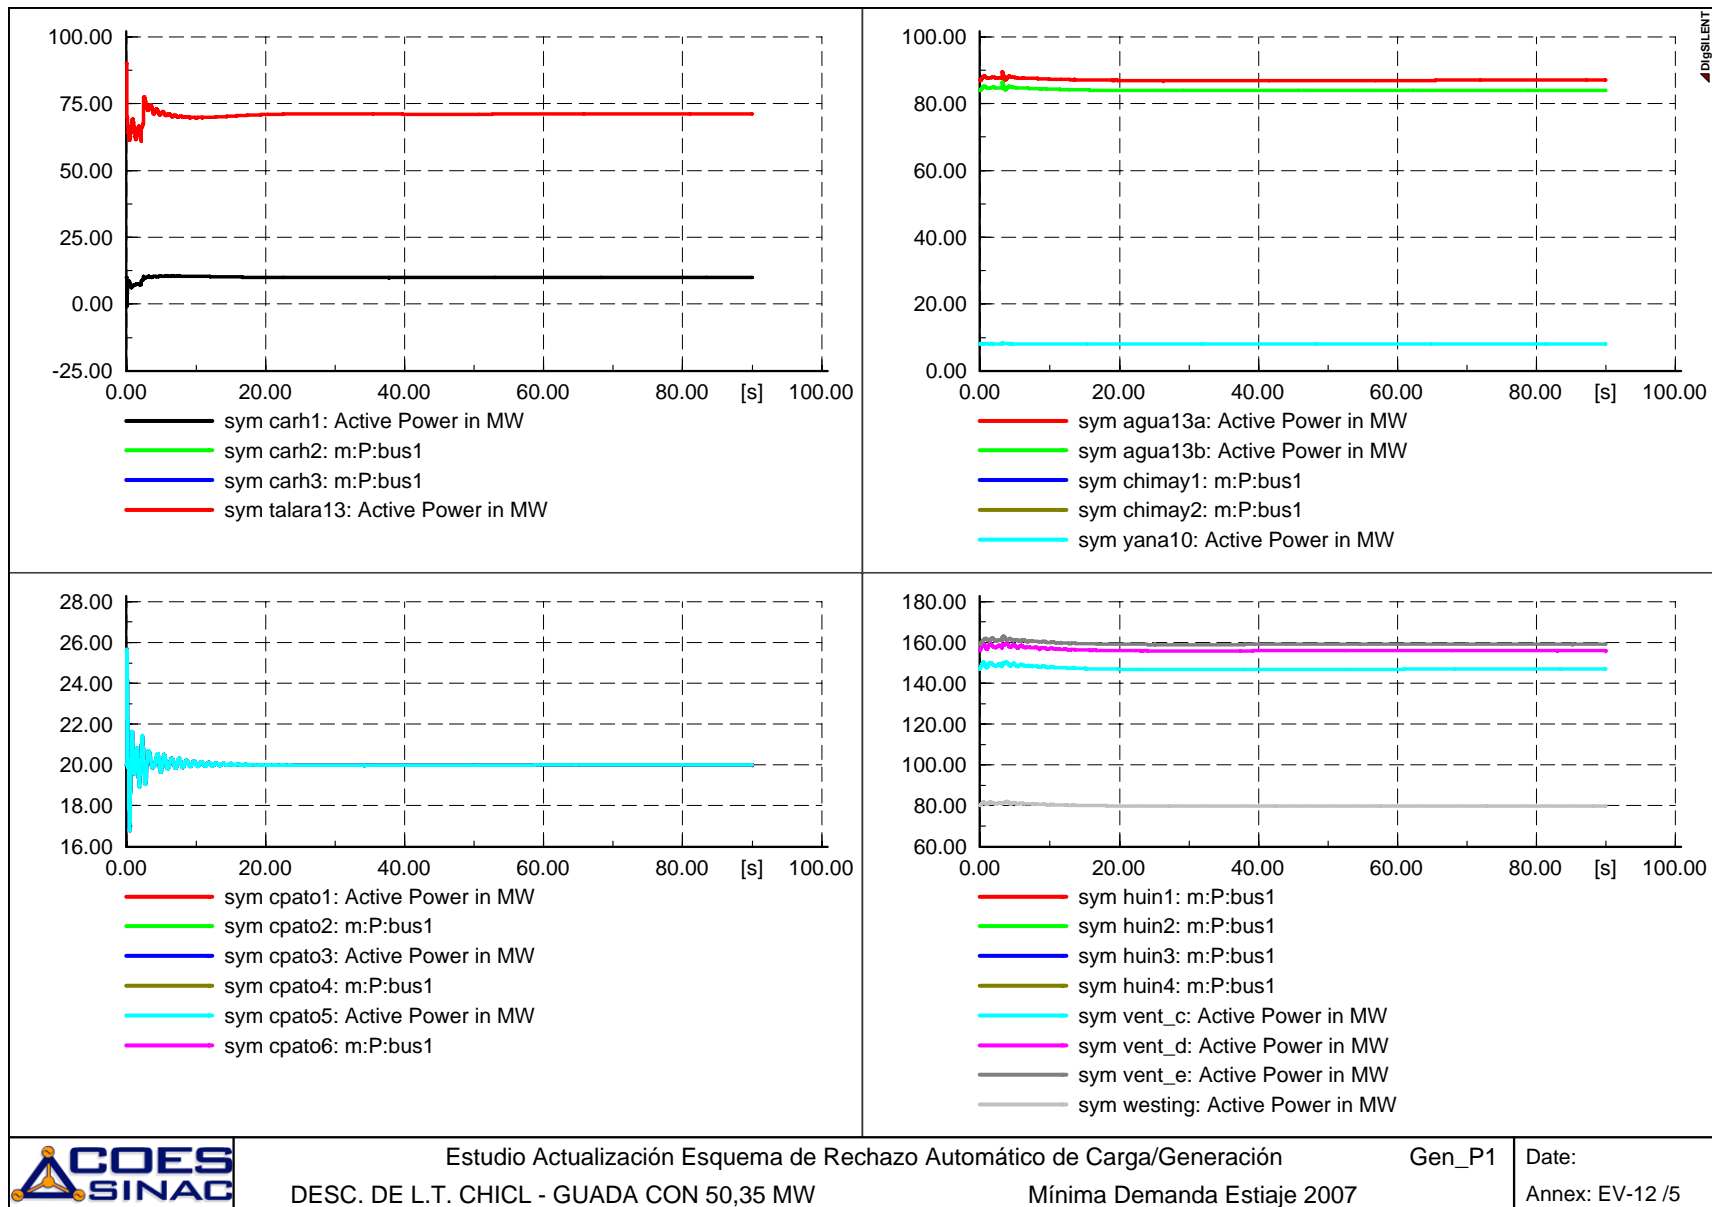 DIgSILENT
100.00
75.00
50.00
25.00
0.00
-25.00
0.00 20.00 40.00 60.00 80.00 [s] 100.00
sym carh1: Active Power in MW
sym carh2: m:P:bus1
sym carh3: m:P:bus1
sym talara13: Active Power in MW
100.00
80.00
60.00
40.00
20.00
0.00
0.00 20.00 40.00 60.00 80.00 [s] 100.00
sym agua13a: Active Power in MW
sym agua13b: Active Power in MW
sym chimay1: m:P:bus1
sym chimay2: m:P:bus1
sym yana10: Active Power in MW
28.00
26.00
24.00
22.00
20.00
18.00
16.00
0.00 20.00 40.00 60.00 80.00 [s] 100.00
sym cpato1: Active Power in MW
sym cpato2: m:P:bus1
sym cpato3: Active Power in MW
sym cpato4: m:P:bus1
sym cpato5: Active Power in MW
sym cpato6: m:P:bus1
180.00
160.00
140.00
120.00
100.00
80.00
60.00
0.00 20.00 40.00 60.00 80.00 [s] 100.00
sym huin1: m:P:bus1
sym huin2: m:P:bus1
sym huin3: m:P:bus1
sym huin4: m:P:bus1
sym vent_c: Active Power in MW
sym vent_d: Active Power in MW
sym vent_e: Active Power in MW
sym westing: Active Power in MW
COES
SINAC
Estudio Actualización Esquema de Rechazo Automático de Carga/Generación Gen_P1
DESC. DE L.T. CHICL - GUADA CON 50,35 MW Mínima Demanda Estiaje 2007
Date:
Annex: EV-12 /5